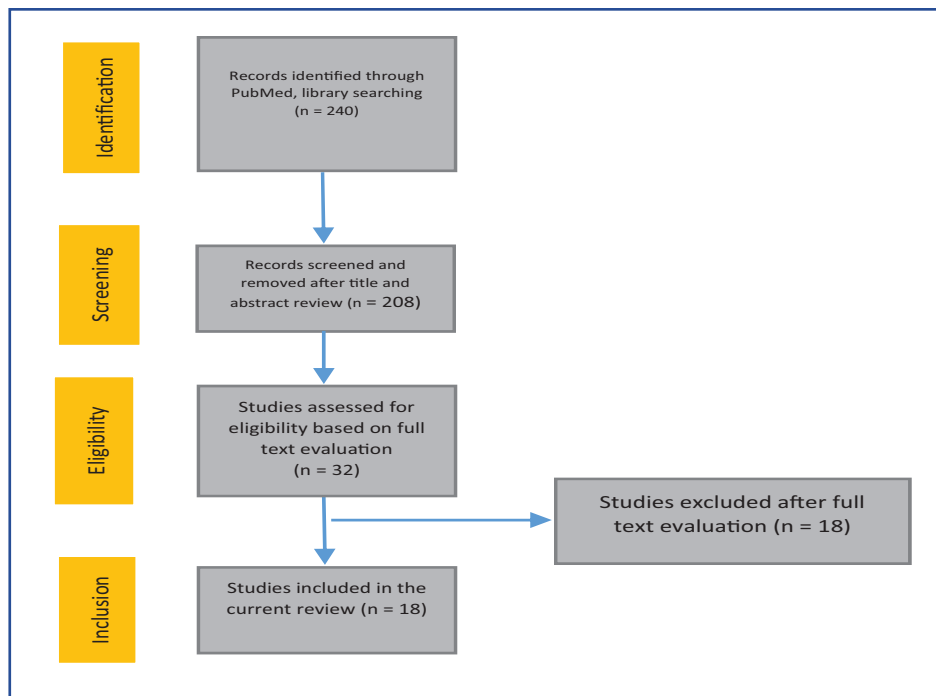 Identification
Records identified through
PubMed, library searching
(n = 240)
Screening
Records screened and
removed after title and
abstract review (n = 208)
Eligibility
Studies assessed for
eligibility based on full
text evaluation
(n = 32)
Studies excluded after full
text evaluation (n = 18)
Inclusion
Studies included in the
current review (n = 18)